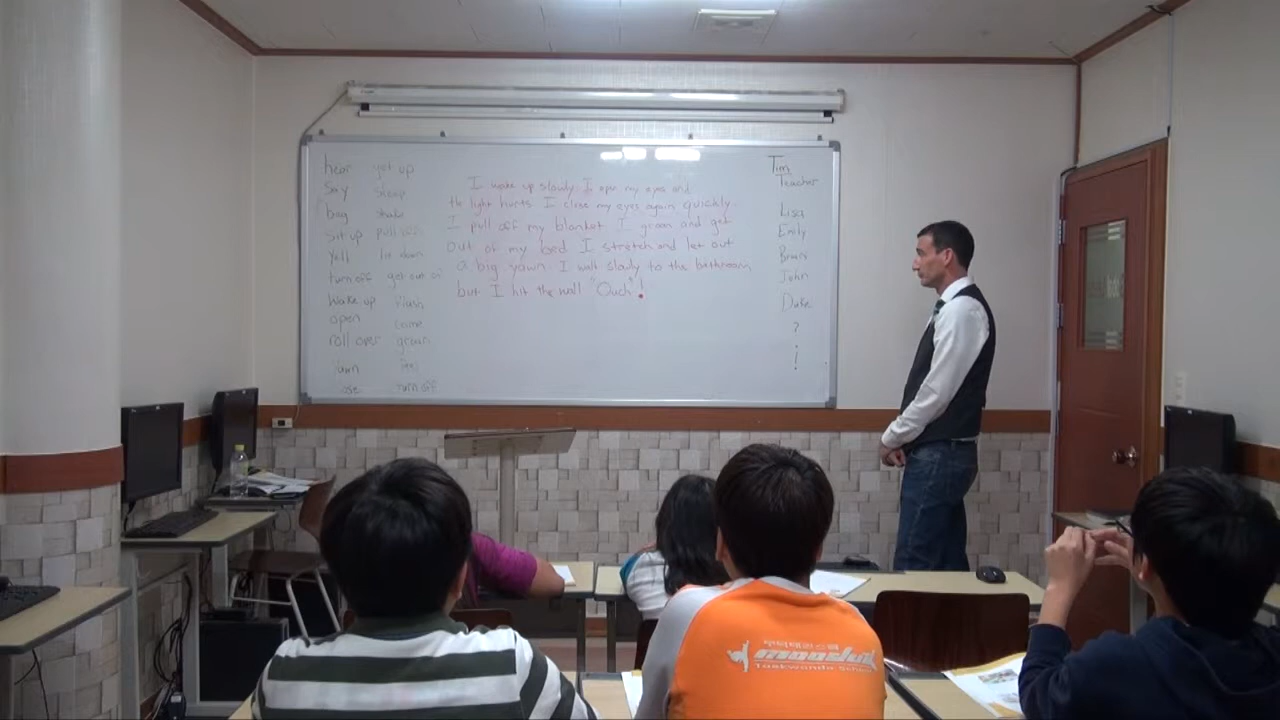 hear get up
say sleep
bag shake
sit up pull off
yell lie down
turn off get out of
wake up
open come
roll over groan
turn off
I wake up slowly. I open my eyes and
the light hurts. I close my eyes again quickly.
I pull off my blanket. I groan and get
out of my bed. I stretch and let out
a big yawn. I walk slowly to the bathroom
but I hit the wall "Ouch"!
Tim
Teacher
Lisa
Emily
Brian
John
Duke
?
!
moosuk
Taekwondo School